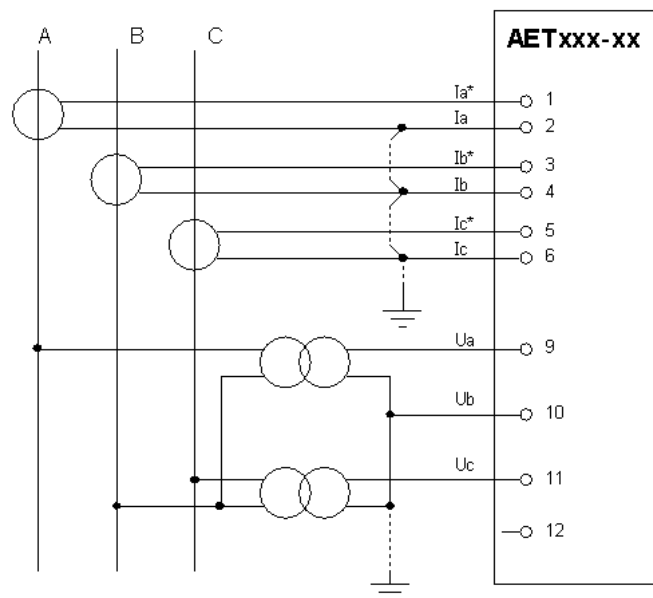 A B C
AETxxx-xx
Ia* 1
Ia 2
Ib* 3
Ib 4
Ic* 5
Ic 6
Ua 9
Ub 10
Uc 11
12